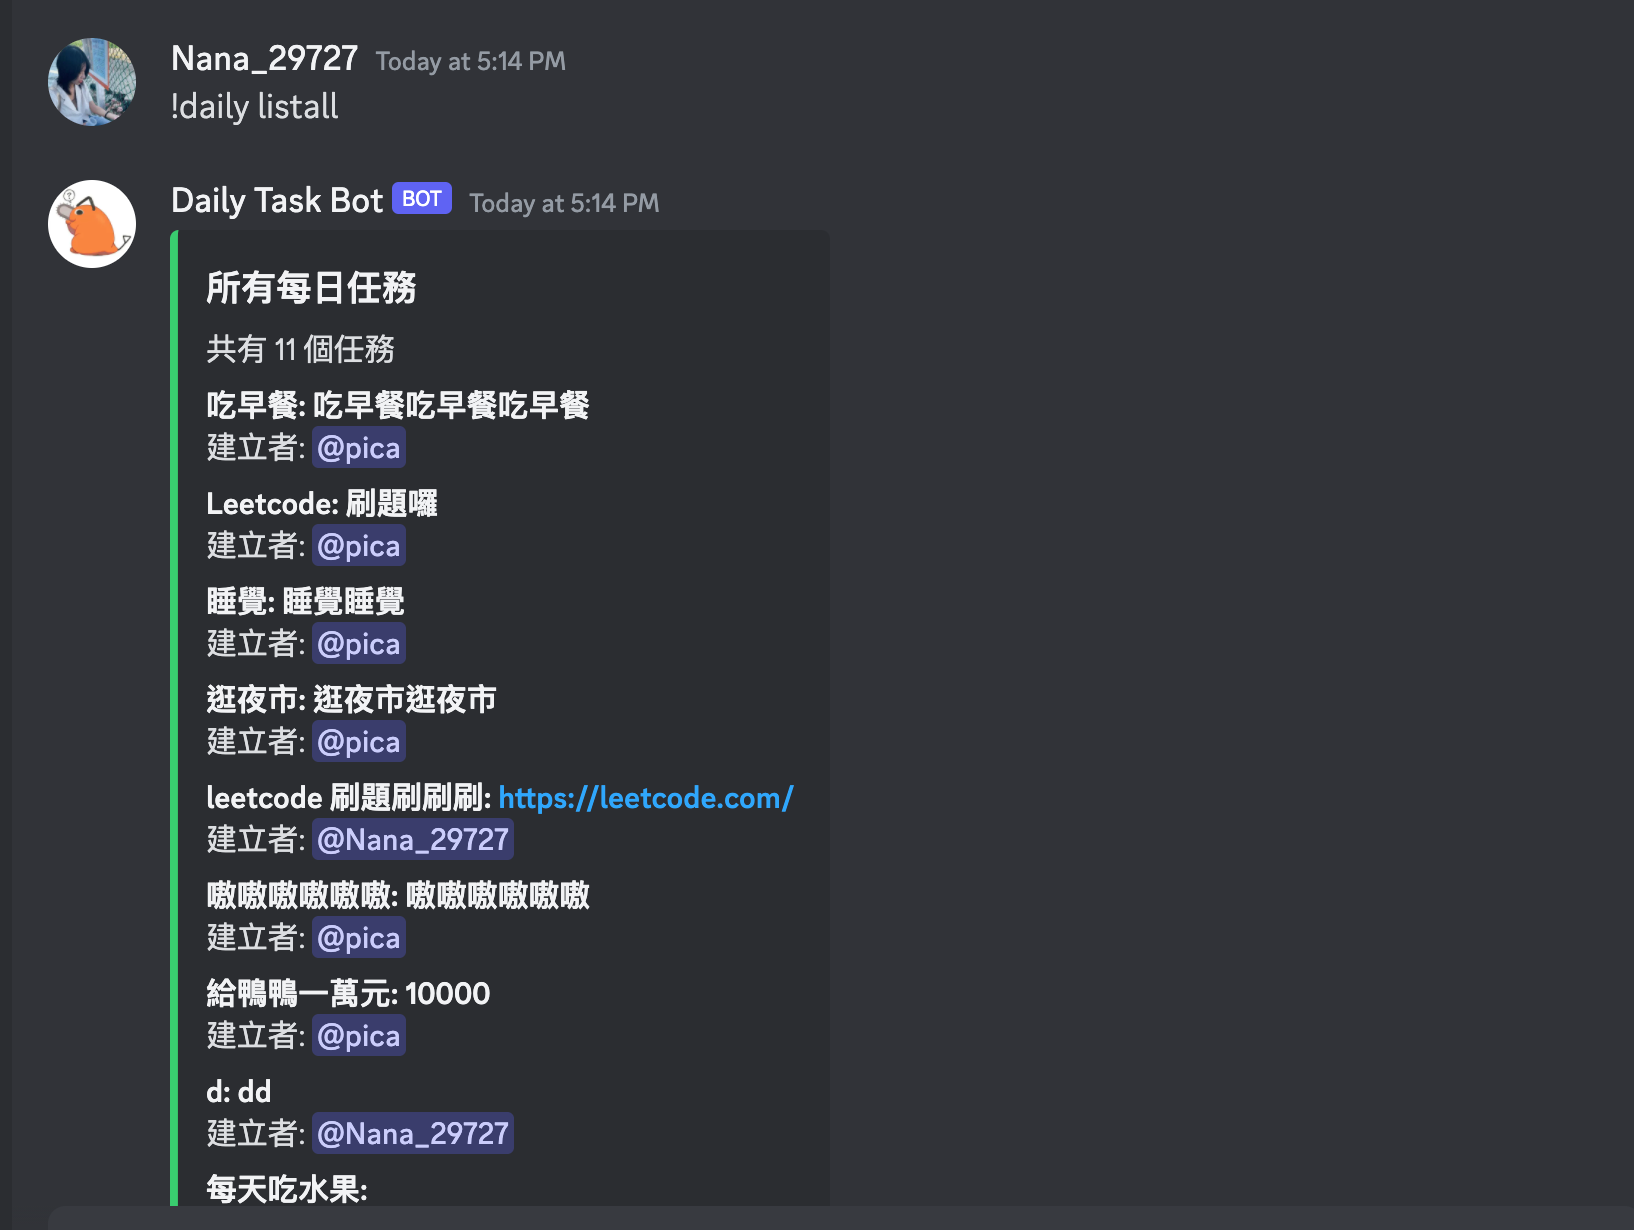 Nana_29727 Today at 5:14 PM
!daily listall
Daily Task Bot BOT Today at 5:14 PM
所有每日任務
共有 11 個任務
吃早餐: 吃早餐吃早餐吃早餐
建立者: @pica
Leetcode: 刷題囉
建立者: @pica
睡覺: 睡覺睡覺
建立者: @pica
逛夜市: 逛夜市逛夜市
建立者: @pica
leetcode 刷題刷刷刷: https://leetcode.com/
建立者: @Nana_29727
嗷嗷嗷嗷嗷嗷: 嗷嗷嗷嗷嗷嗷
建立者: @pica
給鴨鴨一萬元: 10000
建立者: @pica
d: dd
建立者: @Nana_29727
每天吃水果: